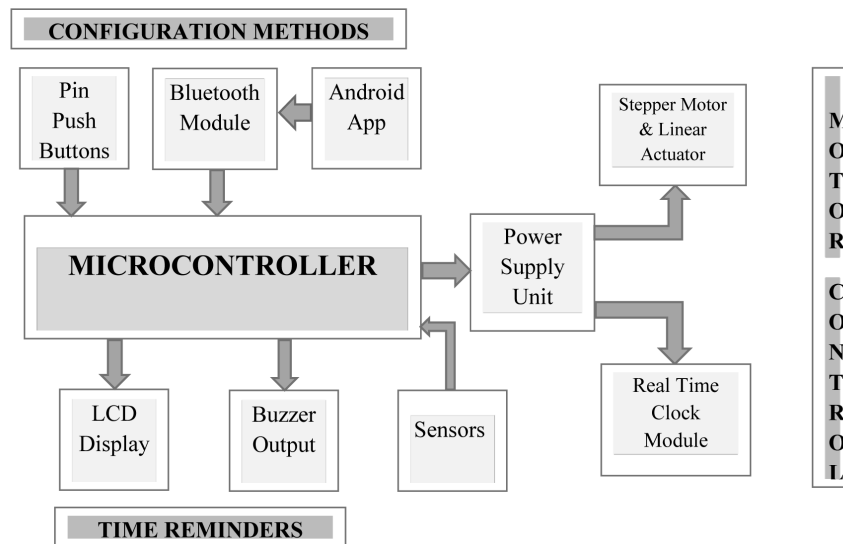 CONFIGURATION METHODS
Pin
Push
Buttons
Bluetooth
Module
Android
App
Stepper Motor
& Linear
Actuator
MICROCONTROLLER
Power
Supply
Unit
LCD
Display
Buzzer
Output
Sensors
Real Time
Clock
Module
TIME REMINDERS
M
O
T
O
R
C
O
N
T
R
O
L